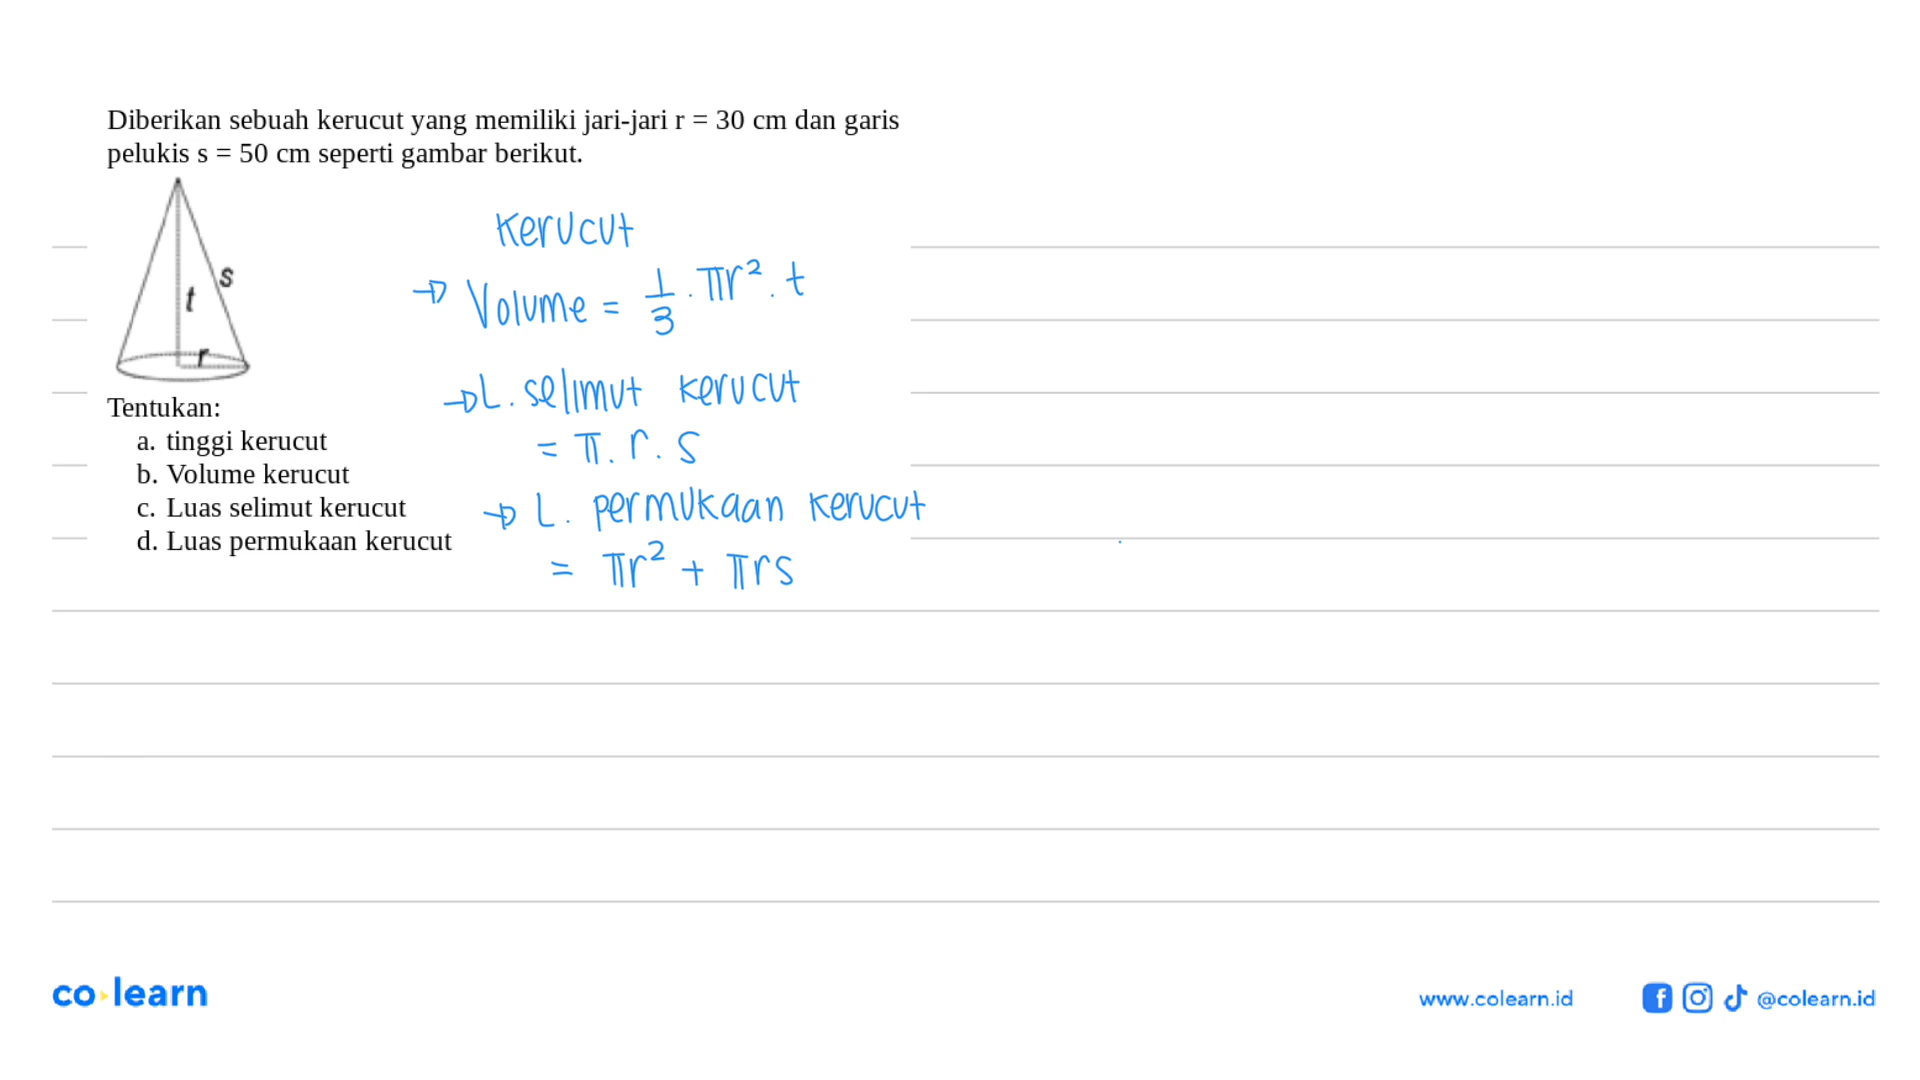 Diberikan sebuah kerucut yang memiliki jari-jari r = 30 cm dan garis
pelukis s = 50 cm seperti gambar berikut.
s
t
r
Tentukan:
a. tinggi kerucut
b. Volume kerucut
c. Luas selimut kerucut
d. Luas permukaan kerucut
Kerucut
→ Volume = 1/3 . πr² . t
→ L. selimut kerucut
= π . r . s
→ L. permukaan kerucut
= πr² + πrs
co learn
www.colearn.id
@colearn.id